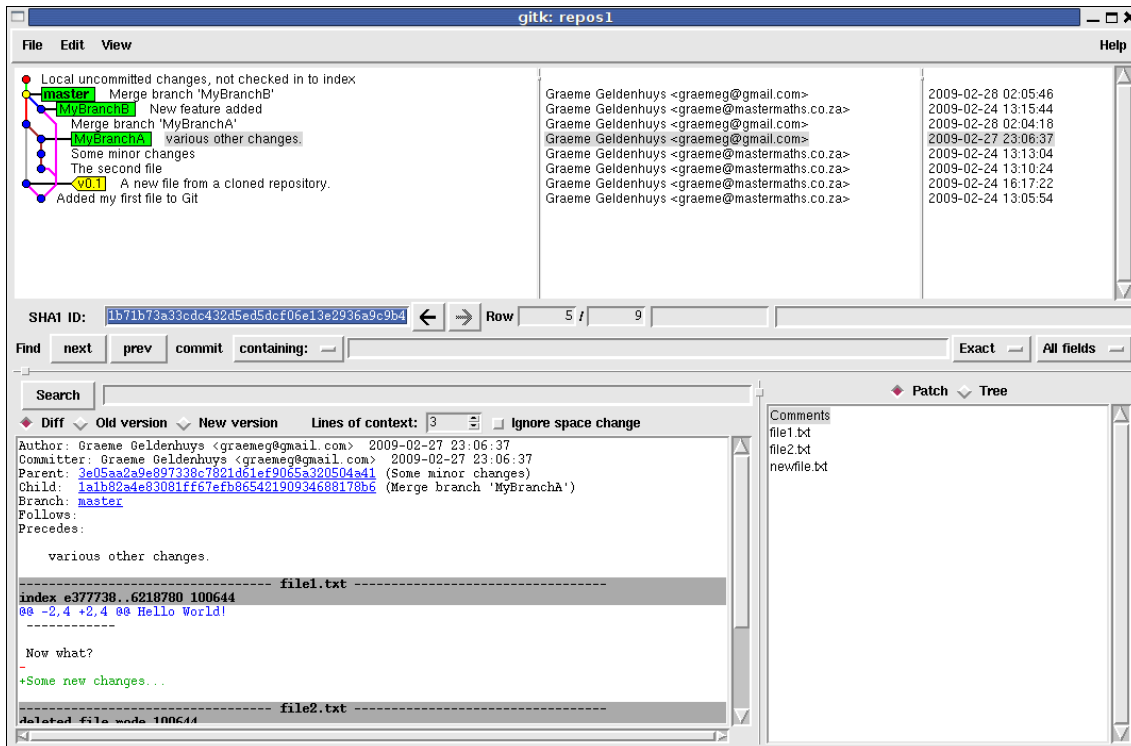 gitk: repos1
File Edit View Help
Local uncommitted changes, not checked in to index
master Merge branch 'MyBranchB' Graeme Geldenhuys <graemeg@gmail.com> 2009-02-28 02:05:46
MyBranchB New feature added Graeme Geldenhuys <graeme@mastermaths.co.za> 2009-02-24 13:15:44
Merge branch 'MyBranchA' Graeme Geldenhuys <graemeg@gmail.com> 2009-02-28 02:04:18
MyBranchA various other changes. Graeme Geldenhuys <graemeg@gmail.com> 2009-02-27 23:06:37
Some minor changes Graeme Geldenhuys <graeme@mastermaths.co.za> 2009-02-24 13:13:04
The second file Graeme Geldenhuys <graeme@mastermaths.co.za> 2009-02-24 13:10:24
v0.1 A new file from a cloned repository. Graeme Geldenhuys <graeme@mastermaths.co.za> 2009-02-24 16:17:22
Added my first file to Git Graeme Geldenhuys <graeme@mastermaths.co.za> 2009-02-24 13:05:54
SHA1 ID: 1b71b73a33cdc432d5ed5dcf06e13e2936a9c9b4 Row 5 / 9
Find next prev commit containing: Exact All fields
Search
Diff Old version New version Lines of context: 3 Ignore space change
Author: Graeme Geldenhuys <graemeg@gmail.com> 2009-02-27 23:06:37
Committer: Graeme Geldenhuys <graemeg@gmail.com> 2009-02-27 23:06:37
Parent: 3e05aa2a9e897338c7821d61ef9065a320504a41 (Some minor changes)
Child: 1a1b82a4e83081ff67efb86542190934688178b6 (Merge branch 'MyBranchA')
Branch: master
Follows:
Precedes:
various other changes.
---------------------------------- file1.txt ----------------------------------
index e377738..6218780 100644
@@ -2,4 +2,4 @@ Hello World!
------------
Now what?
-
+Some new changes...
---------------------------------- file2.txt ----------------------------------
deleted file mode 100644
Patch Tree
Comments
file1.txt
file2.txt
newfile.txt